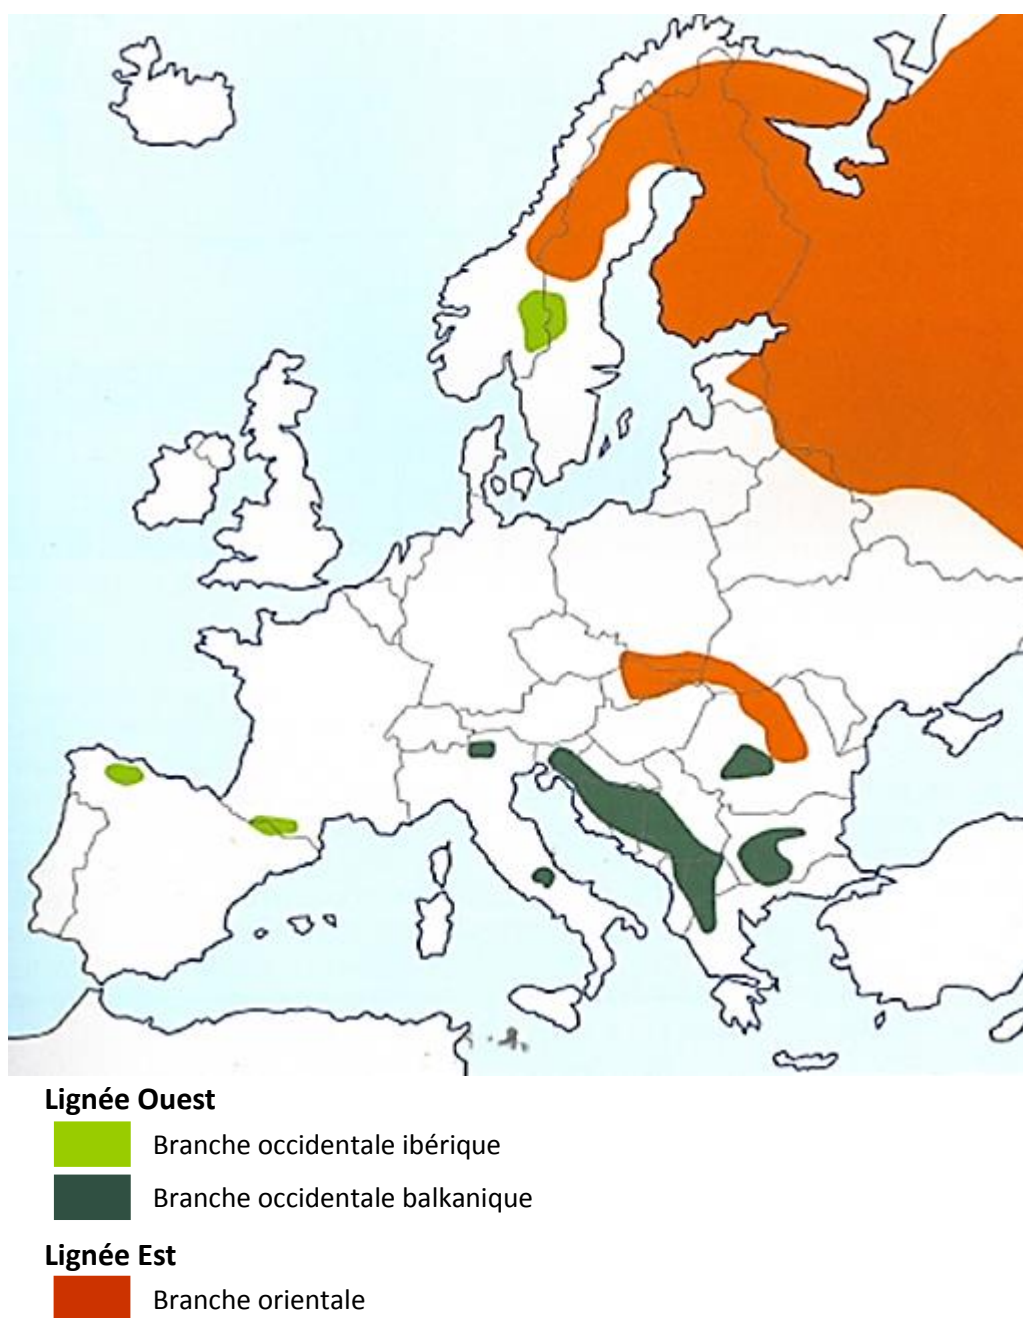 Lignée Ouest
Branche occidentale ibérique
Branche occidentale balkanique
Lignée Est
Branche orientale